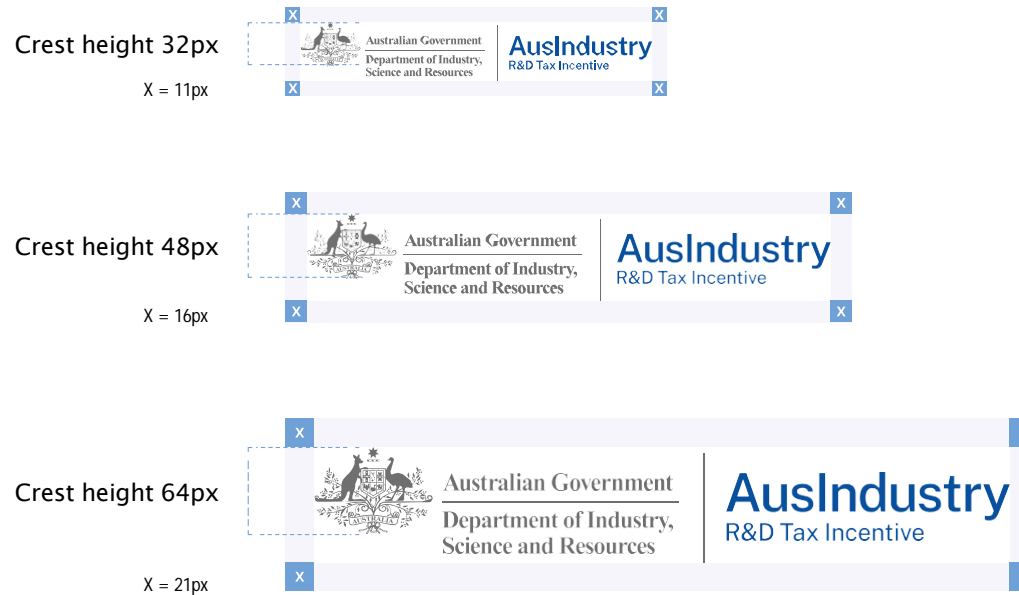 X X
Crest height 32px
Australian Government
Department of Industry,
Science and Resources
AusIndustry
R&D Tax Incentive
X = 11px
X X
X X
Crest height 48px
AUSTRALIA
Australian Government
Department of Industry,
Science and Resources
AusIndustry
R&D Tax Incentive
X = 16px
X X
X
Crest height 64px
AUSTRALIA
Australian Government
Department of Industry,
Science and Resources
AusIndustry
R&D Tax Incentive
X = 21px
X